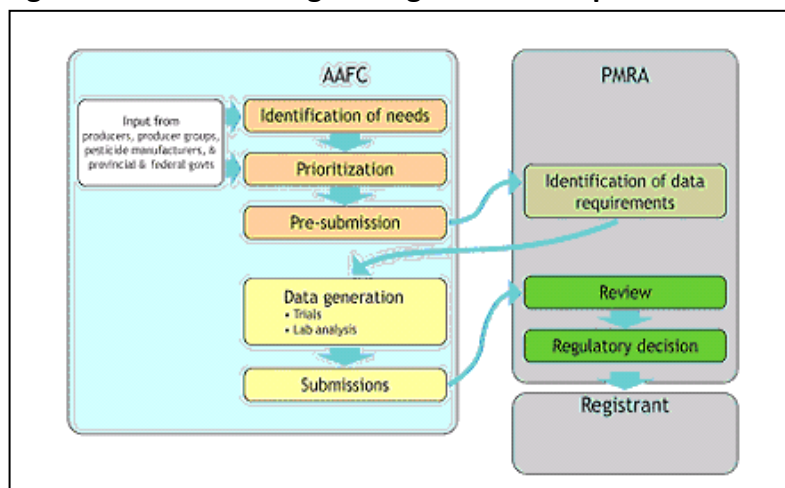 AAFC
PMRA
Input from
producers, producer groups,
pesticide manufacturers, &
provincial & federal govts
Identification of needs
Prioritization
Pre-submission
Identification of data
requirements
Data generation
• Trials
• Lab analysis
Submissions
Review
Regulatory decision
Registrant